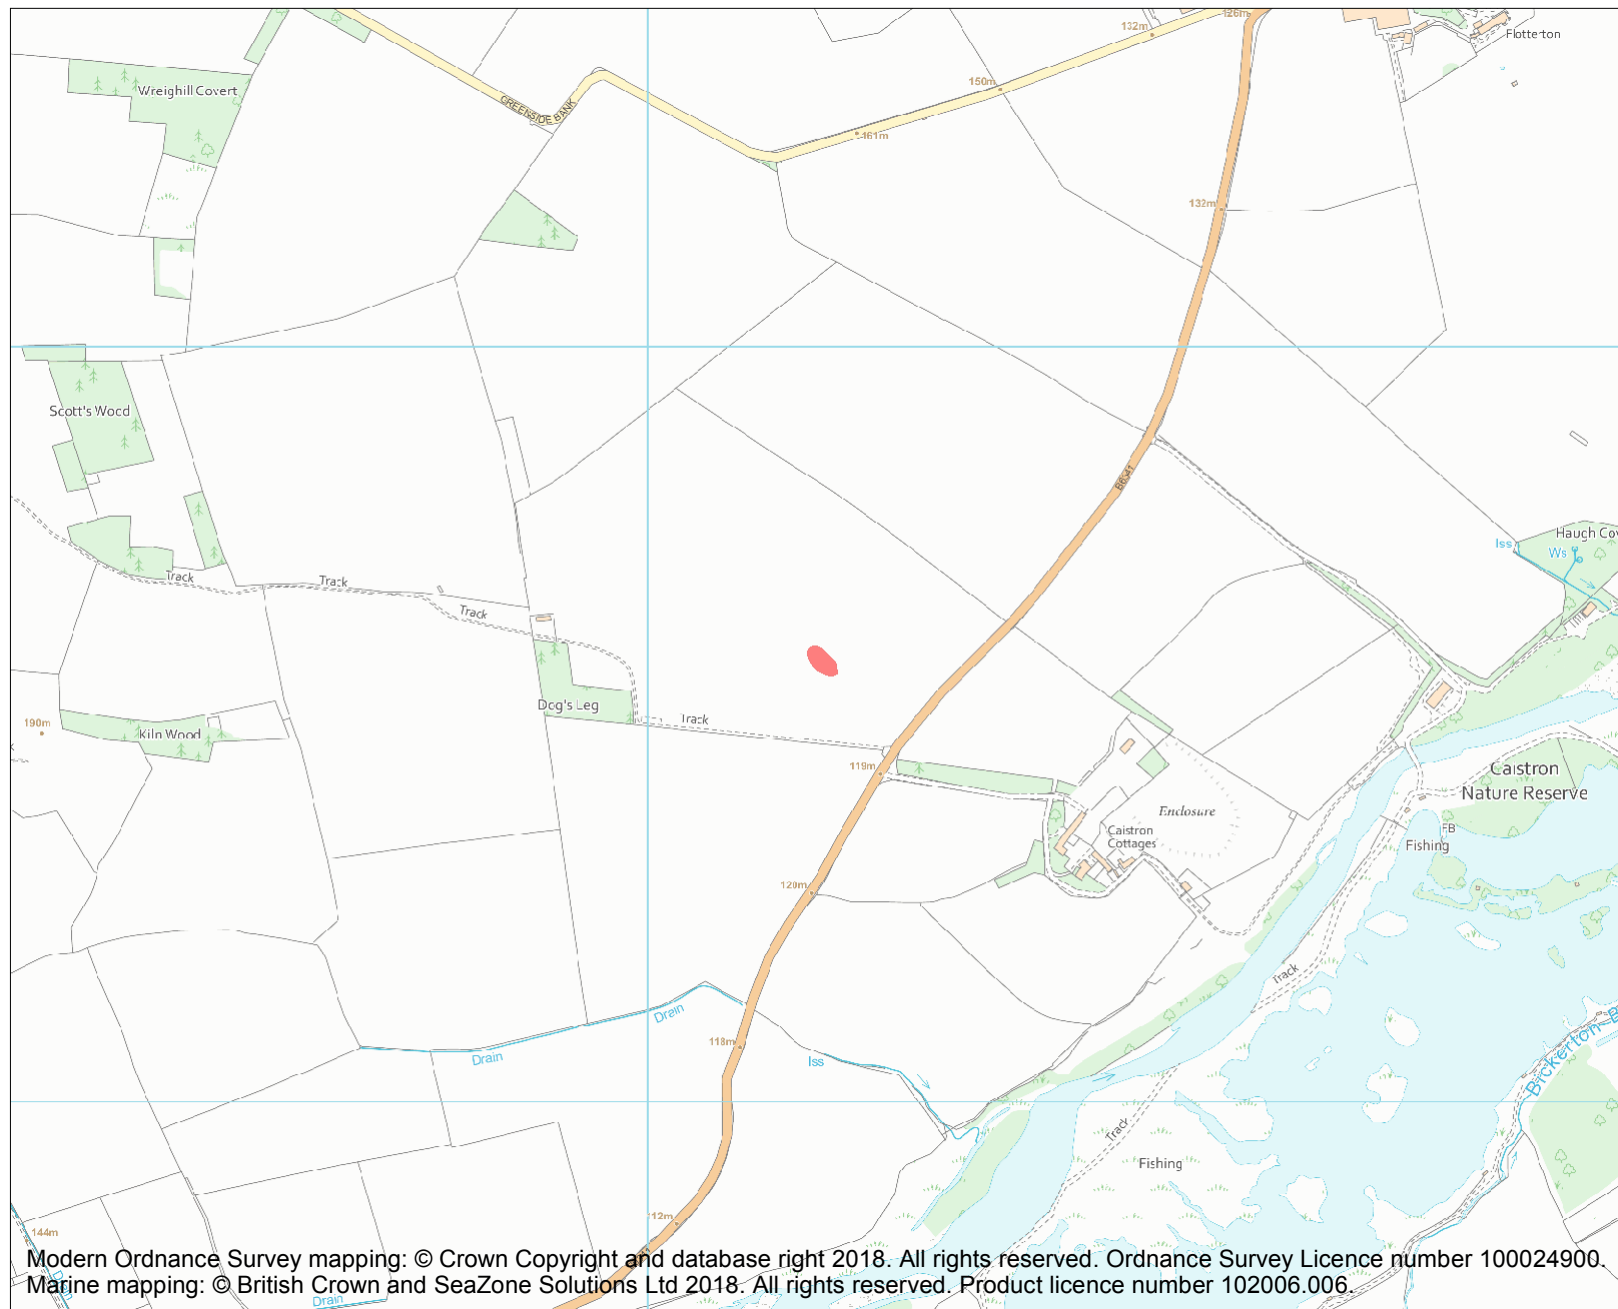 126m
132m
Flotterton
150m
Wreighill Covert
GREENSIDE BANK
161m
132m
Scott's Wood
B6341
Haugh Cov
Iss
Ws
Track
Track
Track
Dog's Leg
Track
190m
Kiln Wood
119m
Caistron
Nature Reserve
Enclosure
Caistron
Cottages
FB
Fishing
120m
Track
Drain
118m
Drain
Iss
Bickerton B
Track
Fishing
112m
144m
Modern Ordnance Survey mapping: © Crown Copyright and database right 2018. All rights reserved. Ordnance Survey Licence number 100024900.
Marine mapping: © British Crown and SeaZone Solutions Ltd 2018. All rights reserved. Product licence number 102006.006.
Drain
Drain